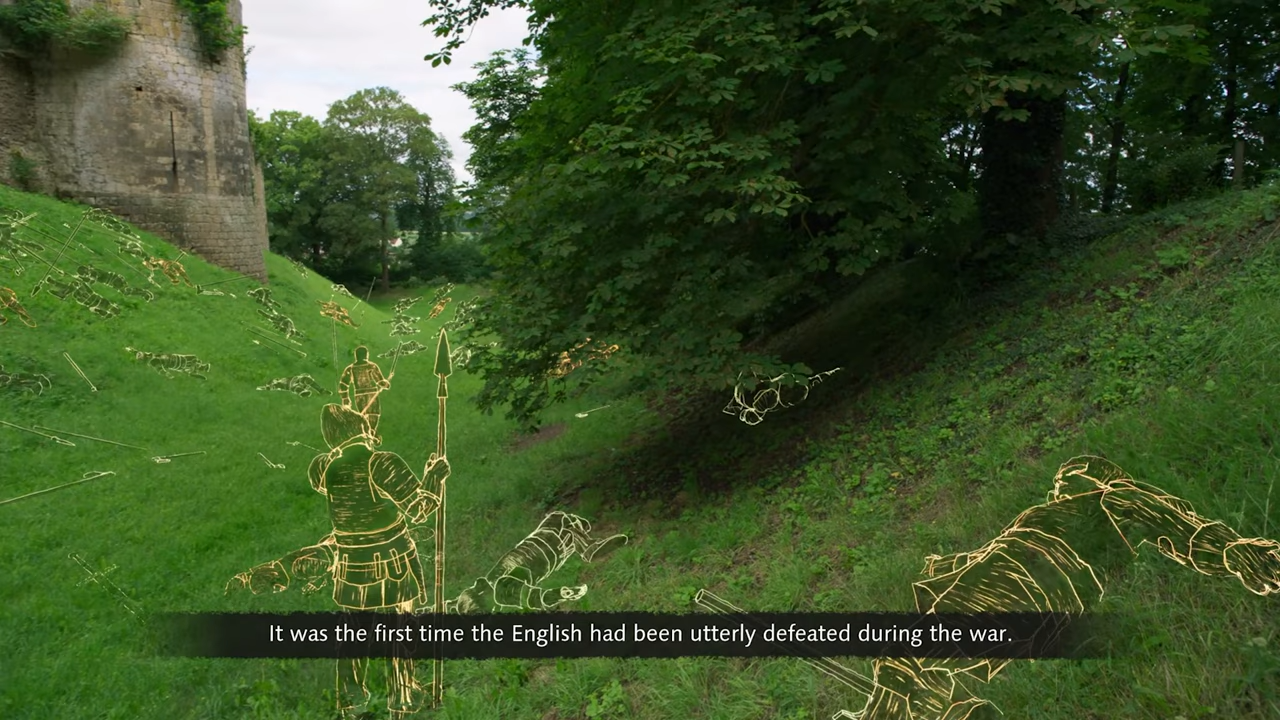 It was the first time the English had been utterly defeated during the war.